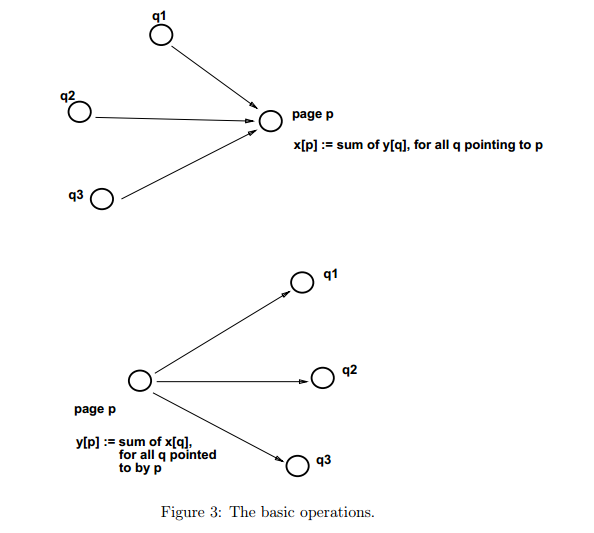 q1
q2
page p
x[p] := sum of y[q], for all q pointing to p
q3
q1
q2
page p
y[p] := sum of x[q],
for all q pointed
to by p
q3
Figure 3: The basic operations.